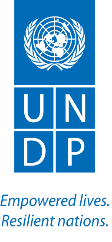 U N
D P
Empowered lives.
Resilient nations.